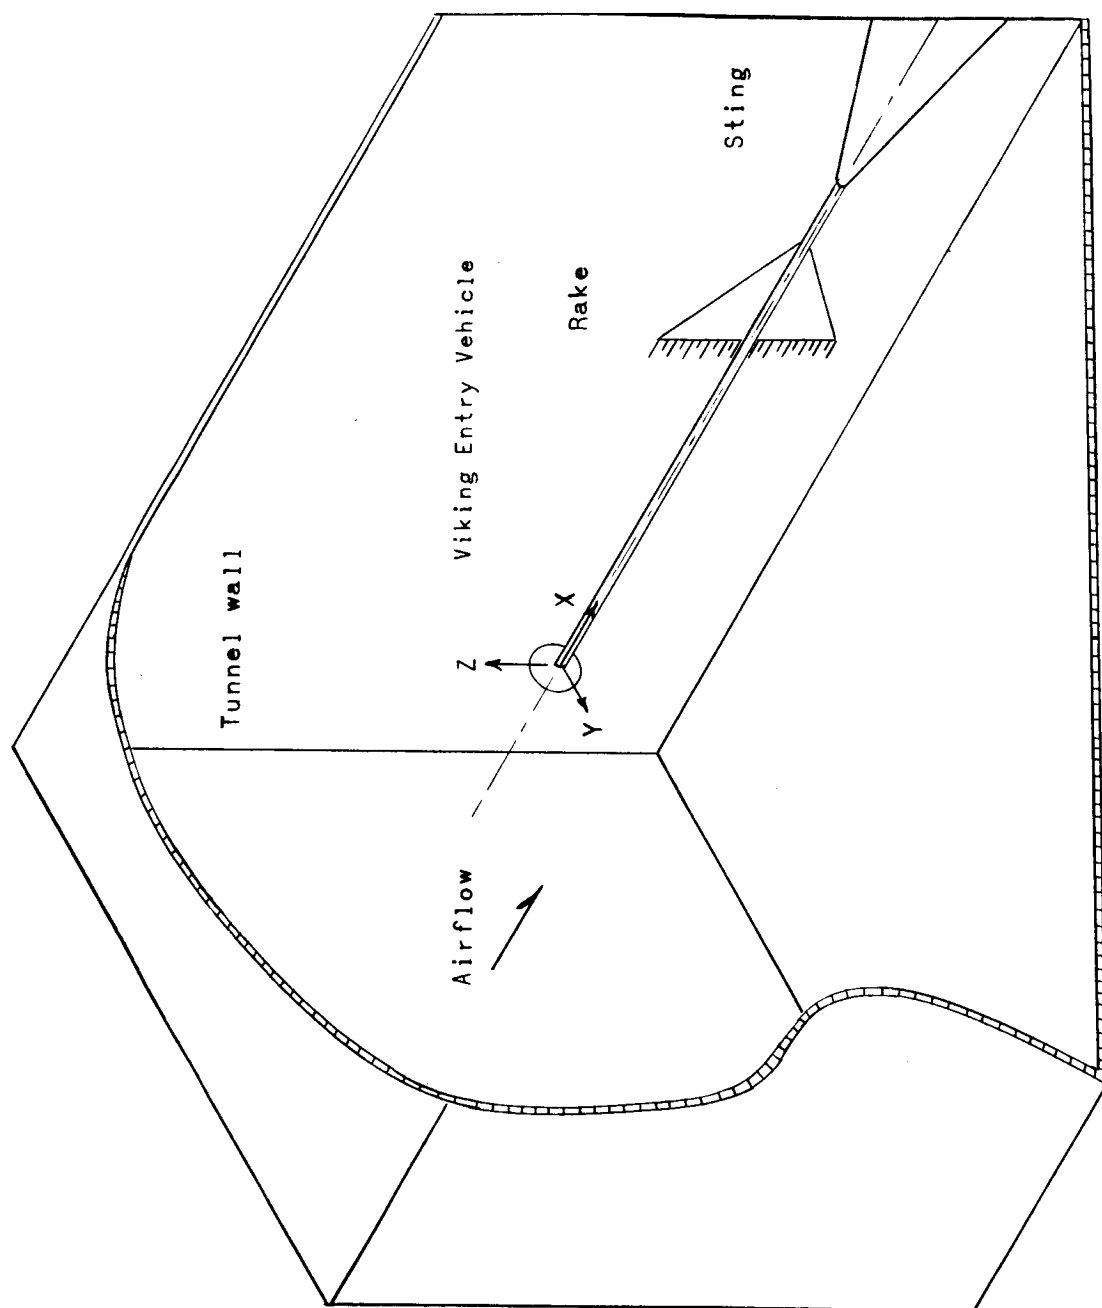 Tunnel wall
Viking Entry Vehicle
Airflow
Rake
Sting
Z
X
Y